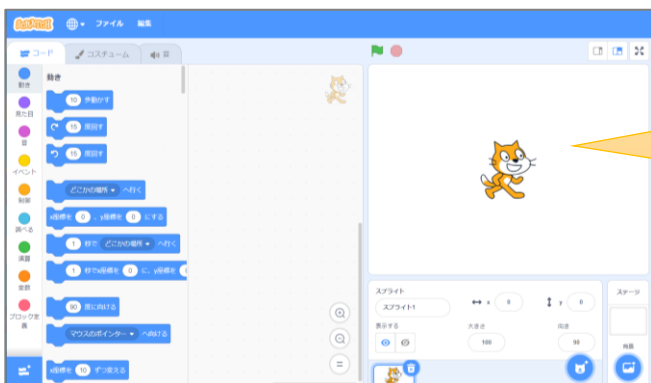 SCRATCH ファイル 編集
コード コスチューム 音
動き
見た目
音
イベント
制御
調べる
演算
変数
ブロック定義
動き
10 歩動かす
15 度回す
15 度回す
どこかの場所 へ行く
x座標を 0 、y座標を 0 にする
1 秒で どこかの場所 へ行く
1 秒でx座標を 0 に、y座標を
90 度に向ける
マウスのポインター へ向ける
x座標を 10 ずつ変える
スプライト
スプライト1
x 0
y 0
表示する
大きさ
100
向き
90
ステージ
背景